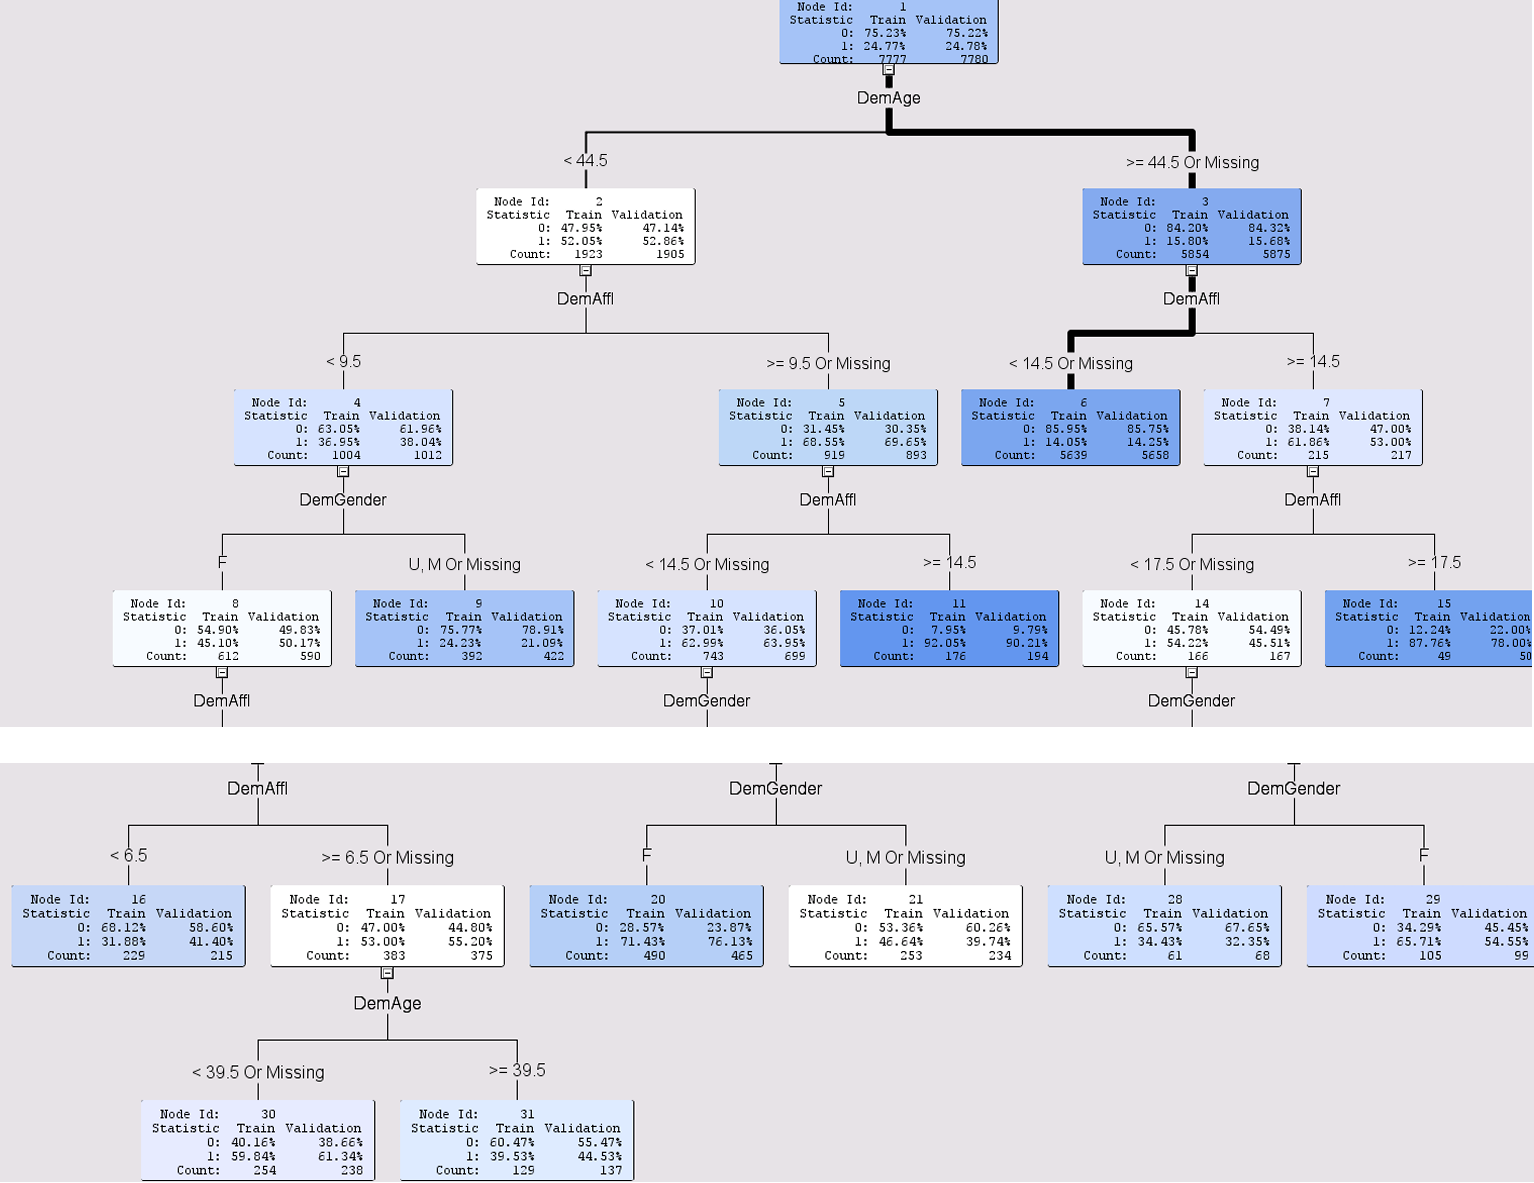 Node Id: 1
Statistic Train Validation
0: 75.23% 75.22%
1: 24.77% 24.78%
Count: 7777 7780
DemAge
< 44.5
>= 44.5 Or Missing
Node Id: 2
Statistic Train Validation
0: 47.95% 47.14%
1: 52.05% 52.86%
Count: 1923 1905
Node Id: 3
Statistic Train Validation
0: 84.20% 84.32%
1: 15.80% 15.68%
Count: 5854 5875
DemAffl
DemAffl
< 9.5
>= 9.5 Or Missing
< 14.5 Or Missing
>= 14.5
Node Id: 4
Statistic Train Validation
0: 63.05% 61.96%
1: 36.95% 38.04%
Count: 1004 1012
Node Id: 5
Statistic Train Validation
0: 31.45% 30.35%
1: 68.55% 69.65%
Count: 919 893
Node Id: 6
Statistic Train Validation
0: 85.95% 85.75%
1: 14.05% 14.25%
Count: 5639 5658
Node Id: 7
Statistic Train Validation
0: 38.14% 47.00%
1: 61.86% 53.00%
Count: 215 217
DemGender
DemAffl
DemAffl
F
U, M Or Missing
< 14.5 Or Missing
>= 14.5
< 17.5 Or Missing
>= 17.5
Node Id: 8
Statistic Train Validation
0: 54.90% 49.83%
1: 45.10% 50.17%
Count: 612 590
Node Id: 9
Statistic Train Validation
0: 75.77% 78.91%
1: 24.23% 21.09%
Count: 392 422
Node Id: 10
Statistic Train Validation
0: 37.01% 36.05%
1: 62.99% 63.95%
Count: 743 699
Node Id: 11
Statistic Train Validation
0: 7.95% 9.79%
1: 92.05% 90.21%
Count: 176 194
Node Id: 14
Statistic Train Validation
0: 45.78% 54.49%
1: 54.22% 45.51%
Count: 166 167
Node Id: 15
Statistic Train Validation
0: 12.24% 22.00%
1: 87.76% 78.00%
Count: 49 50
DemAffl
DemGender
DemGender
DemAffl
DemGender
DemGender
< 6.5
>= 6.5 Or Missing
F
U, M Or Missing
U, M Or Missing
F
Node Id: 16
Statistic Train Validation
0: 68.12% 58.60%
1: 31.88% 41.40%
Count: 229 215
Node Id: 17
Statistic Train Validation
0: 47.00% 44.80%
1: 53.00% 55.20%
Count: 383 375
Node Id: 20
Statistic Train Validation
0: 28.57% 23.87%
1: 71.43% 76.13%
Count: 490 465
Node Id: 21
Statistic Train Validation
0: 53.36% 60.26%
1: 46.64% 39.74%
Count: 253 234
Node Id: 28
Statistic Train Validation
0: 65.57% 67.65%
1: 34.43% 32.35%
Count: 61 68
Node Id: 29
Statistic Train Validation
0: 34.29% 45.45%
1: 65.71% 54.55%
Count: 105 99
DemAge
< 39.5 Or Missing
>= 39.5
Node Id: 30
Statistic Train Validation
0: 40.16% 38.66%
1: 59.84% 61.34%
Count: 254 238
Node Id: 31
Statistic Train Validation
0: 60.47% 55.47%
1: 39.53% 44.53%
Count: 129 137